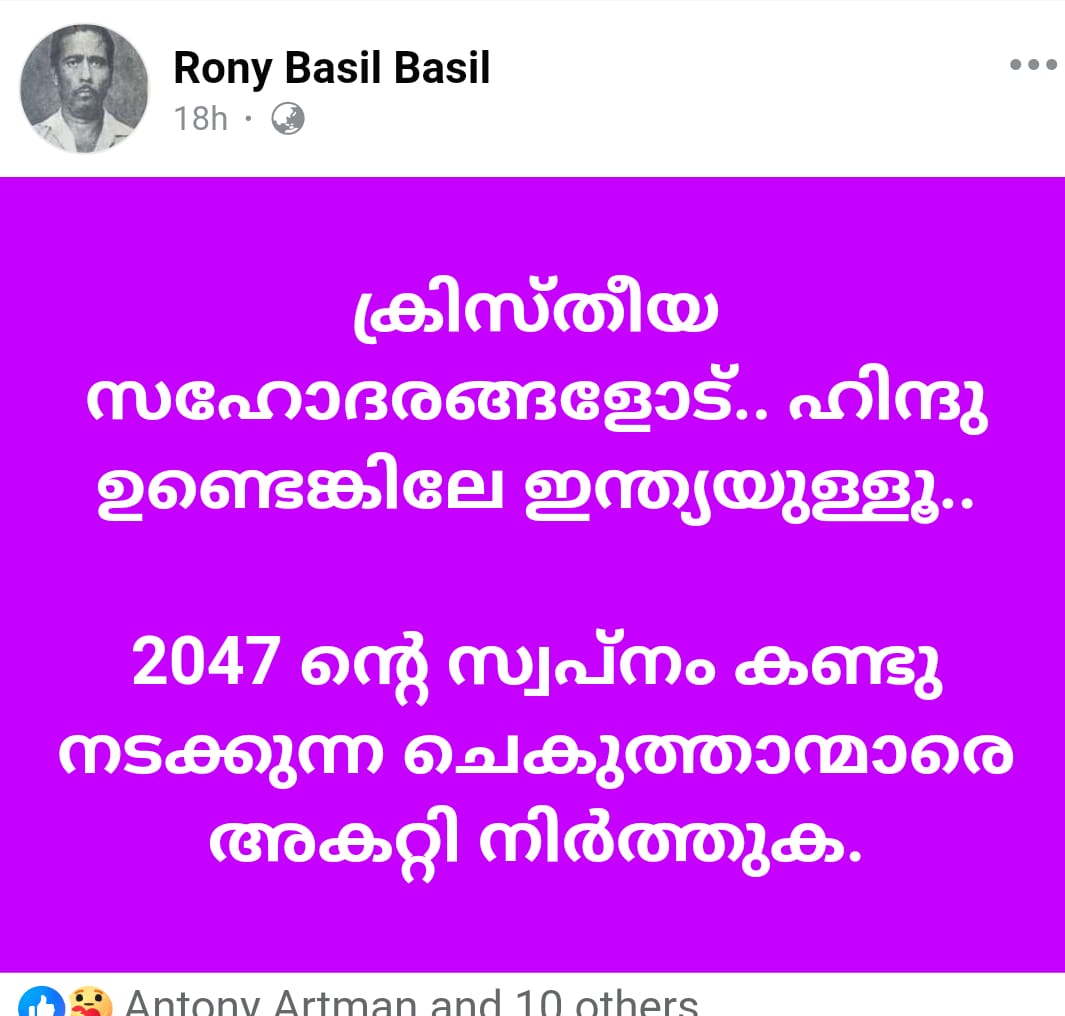 Rony Basil Basil
18h ·
ക്രിസ്തീയ
സഹോദരങ്ങളോട്.. ഹിന്ദു
ഉണ്ടെങ്കിലേ ഇന്ത്യയുള്ളൂ..
2047 ന്റെ സ്വപ്നം കണ്ടു
നടക്കുന്ന ചെകുത്താന്മാരെ
അകറ്റി നിർത്തുക.
Antony Artman and 10 others